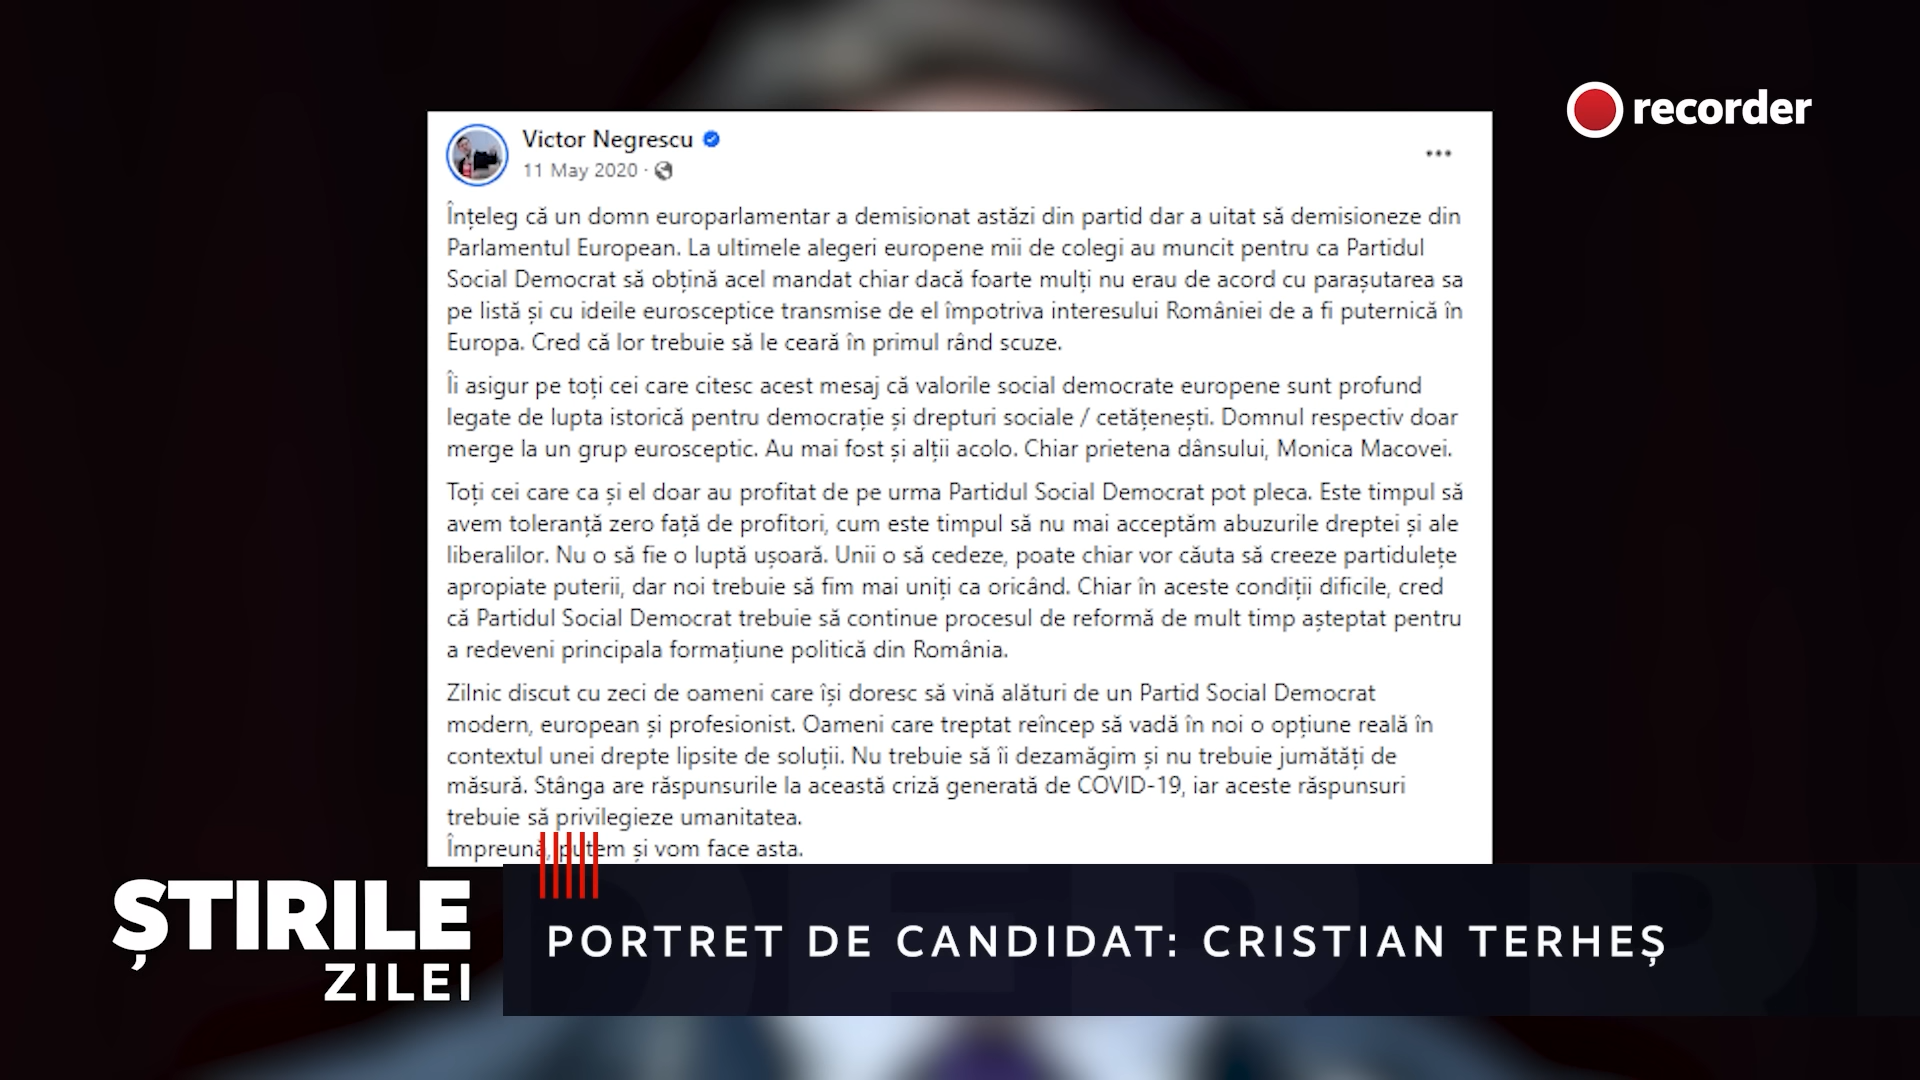 recorder
Victor Negrescu
11 May 2020 ·
Înțeleg că un domn europarlamentar a demisionat astăzi din partid dar a uitat să demisioneze din
Parlamentul European. La ultimele alegeri europene mii de colegi au muncit pentru ca Partidul
Social Democrat să obțină acel mandat chiar dacă foarte mulți nu erau de acord cu parașutarea sa
pe listă și cu ideile eurosceptice transmise de el împotriva interesului României de a fi puternică în
Europa. Cred că lor trebuie să le ceară în primul rând scuze.
Îi asigur pe toți cei care citesc acest mesaj că valorile social democrate europene sunt profund
legate de lupta istorică pentru democrație și drepturi sociale / cetățenești. Domnul respectiv doar
merge la un grup eurosceptic. Au mai fost și alții acolo. Chiar prietena dânsului, Monica Macovei.
Toți cei care ca și el doar au profitat de pe urma Partidul Social Democrat pot pleca. Este timpul să
avem toleranță zero față de profitori, cum este timpul să nu mai acceptăm abuzurile dreptei și ale
liberalilor. Nu o să fie o luptă ușoară. Unii o să cedeze, poate chiar vor căuta să creeze partidulețe
apropiate puterii, dar noi trebuie să fim mai uniți ca oricând. Chiar în aceste condiții dificile, cred
că Partidul Social Democrat trebuie să continue procesul de reformă de mult timp așteptat pentru
a redeveni principala formațiune politică din România.
Zilnic discut cu zeci de oameni care își doresc să vină alături de un Partid Social Democrat
modern, european și profesionist. Oameni care treptat reîncep să vadă în noi o opțiune reală în
contextul unei drepte lipsite de soluții. Nu trebuie să îi dezamăgim și nu trebuie jumătăți de
măsură. Stânga are răspunsurile la această criză generată de COVID-19, iar aceste răspunsuri
trebuie să privilegieze umanitatea.
Împreună, putem și vom face asta.
ȘTIRILE
ZILEI
PORTRET DE CANDIDAT: CRISTIAN TERHEȘ